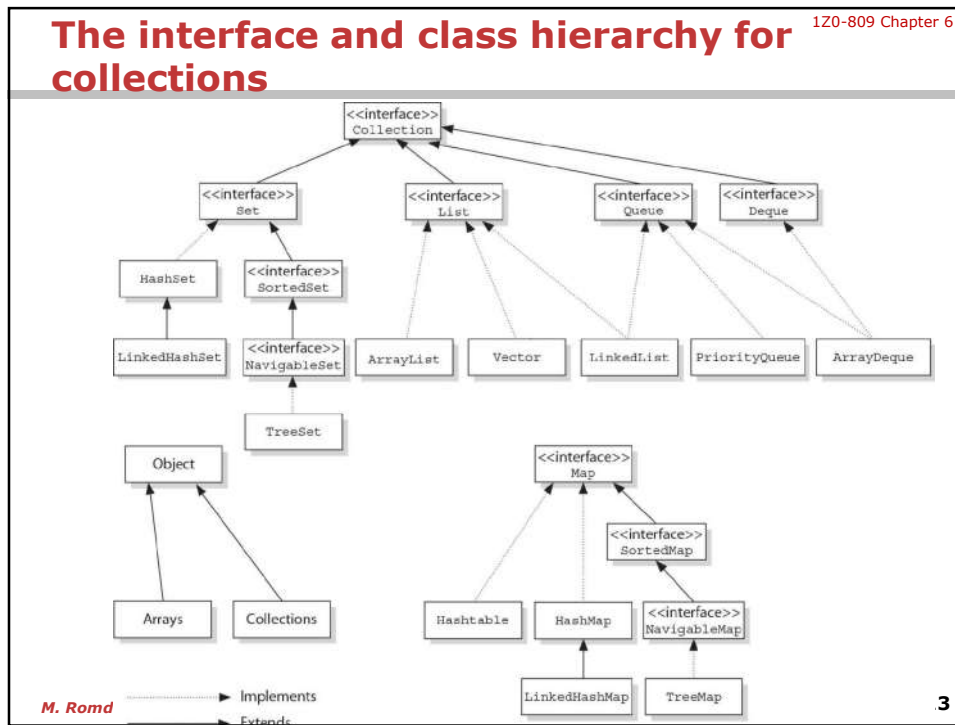 The interface and class hierarchy for
collections
1Z0-809 Chapter 6
<<interface>>
Collection
<<interface>>
Set
<<interface>>
List
<<interface>>
Queue
<<interface>>
Deque
HashSet
<<interface>>
SortedSet
LinkedHashSet
<<interface>>
NavigableSet
ArrayList
Vector
LinkedList
PriorityQueue
ArrayDeque
TreeSet
Object
<<interface>>
Map
<<interface>>
SortedMap
Arrays
Collections
Hashtable
HashMap
<<interface>>
NavigableMap
LinkedHashMap
TreeMap
Implements
Extends
M. Romd
.3